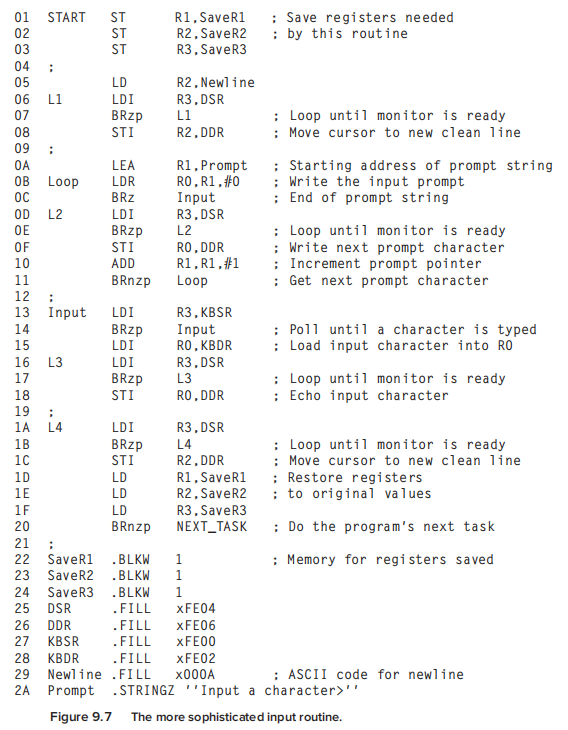 01 START ST R1,SaveR1 ; Save registers needed
02 ST R2,SaveR2 ; by this routine
03 ST R3,SaveR3
04 ;
05 LD R2,Newline
06 L1 LDI R3,DSR
07 BRzp L1 ; Loop until monitor is ready
08 STI R2,DDR ; Move cursor to new clean line
09 ;
0A LEA R1,Prompt ; Starting address of prompt string
0B Loop LDR R0,R1,#0 ; Write the input prompt
0C BRz Input ; End of prompt string
0D L2 LDI R3,DSR
0E BRzp L2 ; Loop until monitor is ready
0F STI R0,DDR ; Write next prompt character
10 ADD R1,R1,#1 ; Increment prompt pointer
11 BRnzp Loop ; Get next prompt character
12 ;
13 Input LDI R3,KBSR
14 BRzp Input ; Poll until a character is typed
15 LDI R0,KBDR ; Load input character into R0
16 L3 LDI R3,DSR
17 BRzp L3 ; Loop until monitor is ready
18 STI R0,DDR ; Echo input character
19 ;
1A L4 LDI R3,DSR
1B BRzp L4 ; Loop until monitor is ready
1C STI R2,DDR ; Move cursor to new clean line
1D LD R1,SaveR1 ; Restore registers
1E LD R2,SaveR2 ; to original values
1F LD R3,SaveR3
20 BRnzp NEXT_TASK ; Do the program's next task
21 ;
22 SaveR1 .BLKW 1 ; Memory for registers saved
23 SaveR2 .BLKW 1
24 SaveR3 .BLKW 1
25 DSR .FILL xFE04
26 DDR .FILL xFE06
27 KBSR .FILL xFE00
28 KBDR .FILL xFE02
29 Newline .FILL x000A ; ASCII code for newline
2A Prompt .STRINGZ ''Input a character>''
Figure 9.7 The more sophisticated input routine.